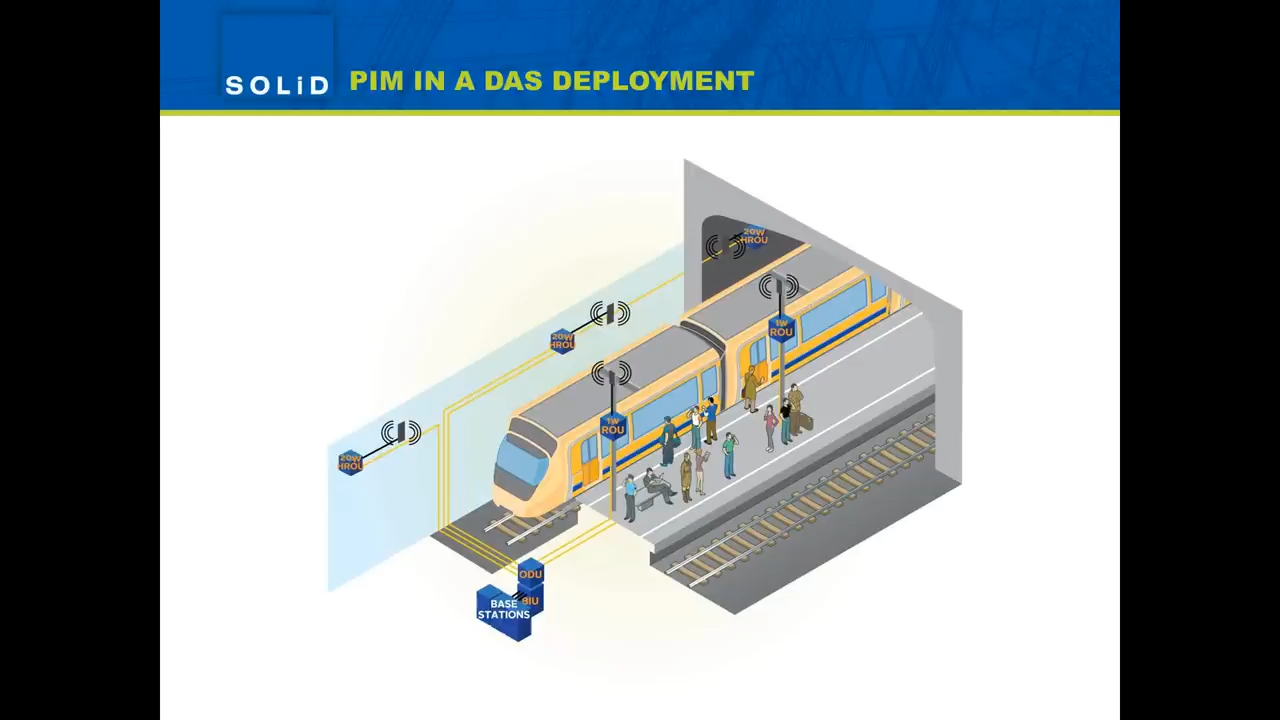 SOLiD
PIM IN A DAS DEPLOYMENT
20W
HROU
1W
ROU
20W
HROU
1W
ROU
20W
HROU
ODU
BIU
BASE
STATIONS